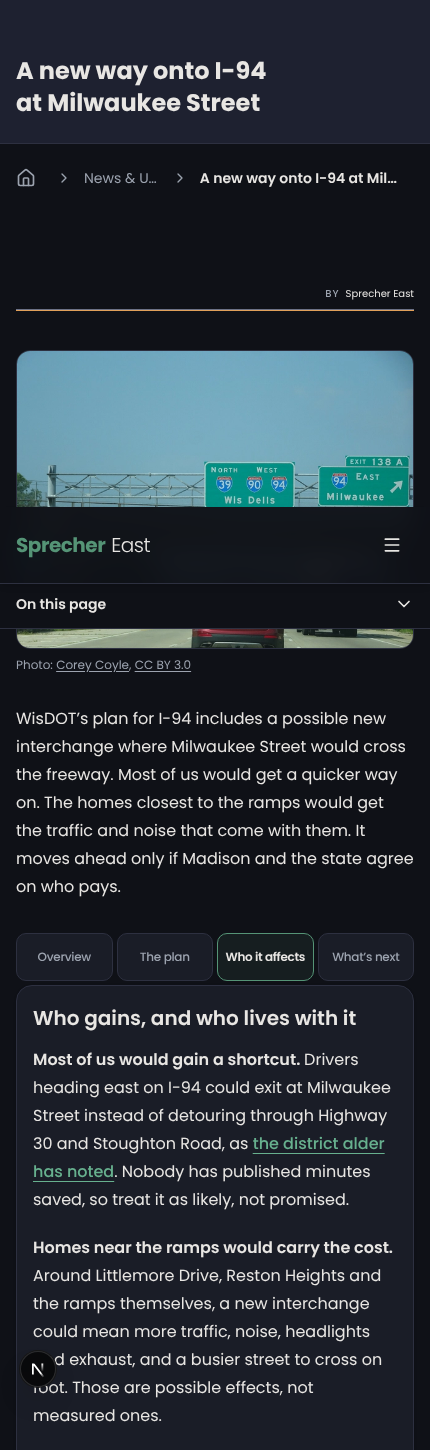 A new way onto I-94
at Milwaukee Street
News & U...
A new way onto I-94 at Mil...
BY Sprecher East
NORTH WEST
39 90 94
Wis Dells
EXIT 138 A
94 EAST
Milwaukee
Sprecher East
On this page
Photo: Corey Coyle, CC BY 3.0
WisDOT’s plan for I-94 includes a possible new
interchange where Milwaukee Street would cross
the freeway. Most of us would get a quicker way
on. The homes closest to the ramps would get
the traffic and noise that come with them. It
moves ahead only if Madison and the state agree
on who pays.
Overview
The plan
Who it affects
What’s next
Who gains, and who lives with it
Most of us would gain a shortcut. Drivers
heading east on I-94 could exit at Milwaukee
Street instead of detouring through Highway
30 and Stoughton Road, as the district alder
has noted. Nobody has published minutes
saved, so treat it as likely, not promised.
Homes near the ramps would carry the cost.
Around Littlemore Drive, Reston Heights and
the ramps themselves, a new interchange
could mean more traffic, noise, headlights
d exhaust, and a busier street to cross on
foot. Those are possible effects, not
measured ones.
N